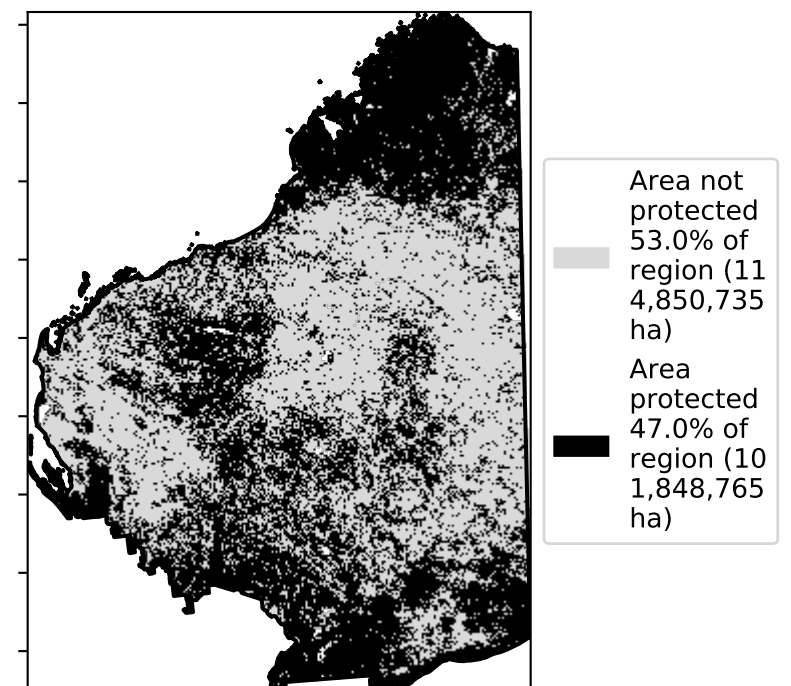 Area not
protected
53.0% of
region (11
4,850,735
ha)
Area
protected
47.0% of
region (10
1,848,765
ha)